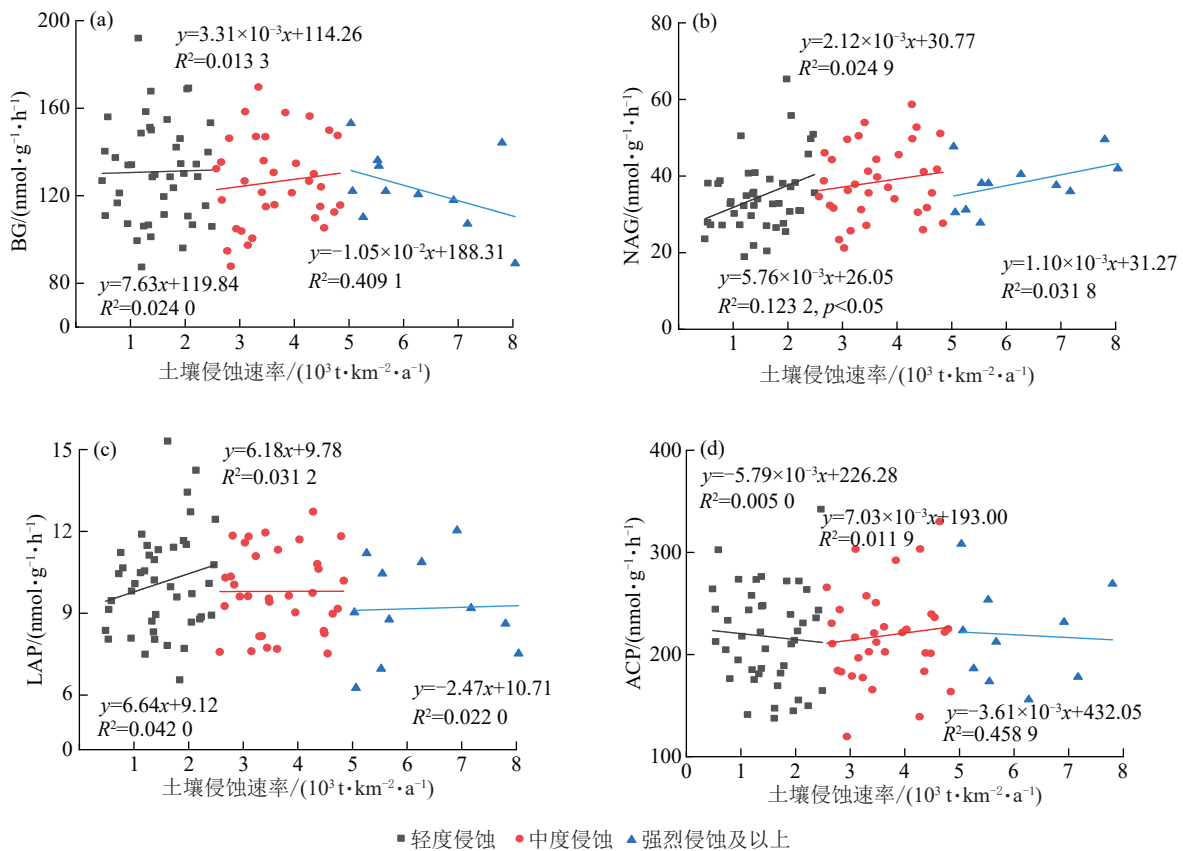 (a)
y=3.31×10⁻³x+114.26
R²=0.013 3
y=−1.05×10⁻²x+188.31
R²=0.409 1
y=7.63x+119.84
R²=0.024 0
BG/(nmol·g⁻¹·h⁻¹)
180
140
100
60
0
1
2
3
4
5
6
7
8
土壤侵蚀速率/(10³ t·km⁻²·a⁻¹)
(b)
y=2.12×10⁻³x+30.77
R²=0.024 9
y=5.76×10⁻³x+26.05
R²=0.123 2, p<0.05
y=1.10×10⁻³x+31.27
R²=0.031 8
NAG/(nmol·g⁻¹·h⁻¹)
80
60
40
20
0
1
2
3
4
5
6
7
8
土壤侵蚀速率/(10³ t·km⁻²·a⁻¹)
(c)
y=6.18x+9.78
R²=0.031 2
y=6.64x+9.12
R²=0.042 0
y=−2.47x+10.71
R²=0.022 0
LAP/(nmol·g⁻¹·h⁻¹)
15
12
9
6
0
1
2
3
4
5
6
7
8
土壤侵蚀速率/(10³ t·km⁻²·a⁻¹)
(d)
y=−5.79×10⁻³x+226.28
R²=0.005 0
y=7.03×10⁻³x+193.00
R²=0.011 9
y=−3.61×10⁻³x+432.05
R²=0.458 9
ACP/(nmol·g⁻¹·h⁻¹)
400
300
200
100
0
1
2
3
4
5
6
7
8
土壤侵蚀速率/(10³ t·km⁻²·a⁻¹)
轻度侵蚀 中度侵蚀 强烈侵蚀及以上